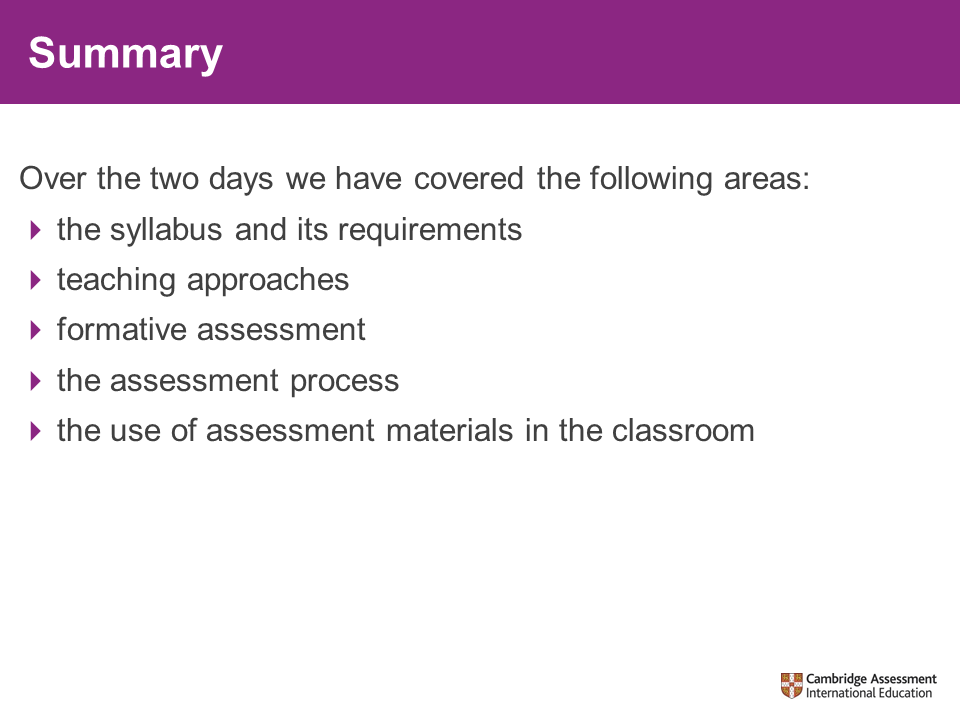 Summary
Over the two days we have covered the following areas:
the syllabus and its requirements
teaching approaches
formative assessment
the assessment process
the use of assessment materials in the classroom
Cambridge Assessment
International Education